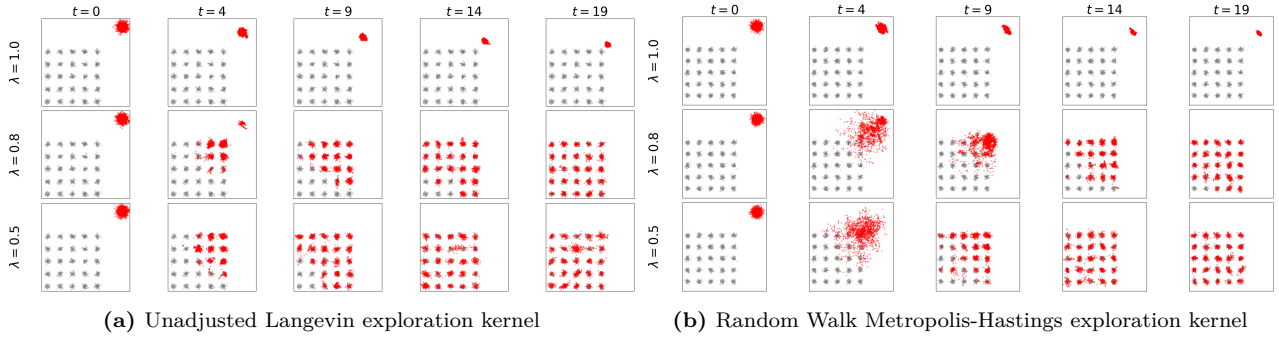 t = 0 t = 4 t = 9 t = 14 t = 19
λ = 1.0
λ = 0.8
λ = 0.5
(a) Unadjusted Langevin exploration kernel
t = 0 t = 4 t = 9 t = 14 t = 19
λ = 1.0
λ = 0.8
λ = 0.5
(b) Random Walk Metropolis-Hastings exploration kernel